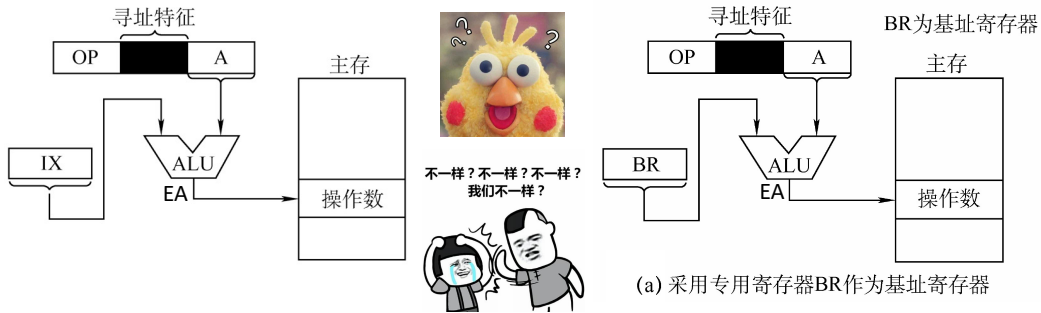 寻址特征
OP
A
主存
IX
ALU
EA
操作数
? ? ?
不一样？不一样？不一样？
我们不一样？
BR为基址寄存器
寻址特征
OP
A
主存
BR
ALU
EA
操作数
(a) 采用专用寄存器BR作为基址寄存器